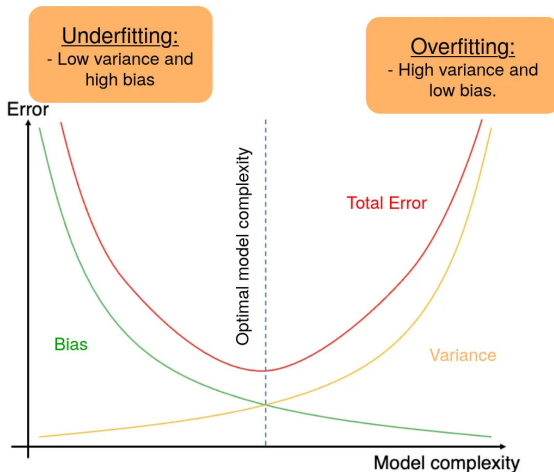 Underfitting:
- Low variance and
high bias
Overfitting:
- High variance and
low bias.
Error
Optimal model complexity
Total Error
Bias
Variance
Model complexity